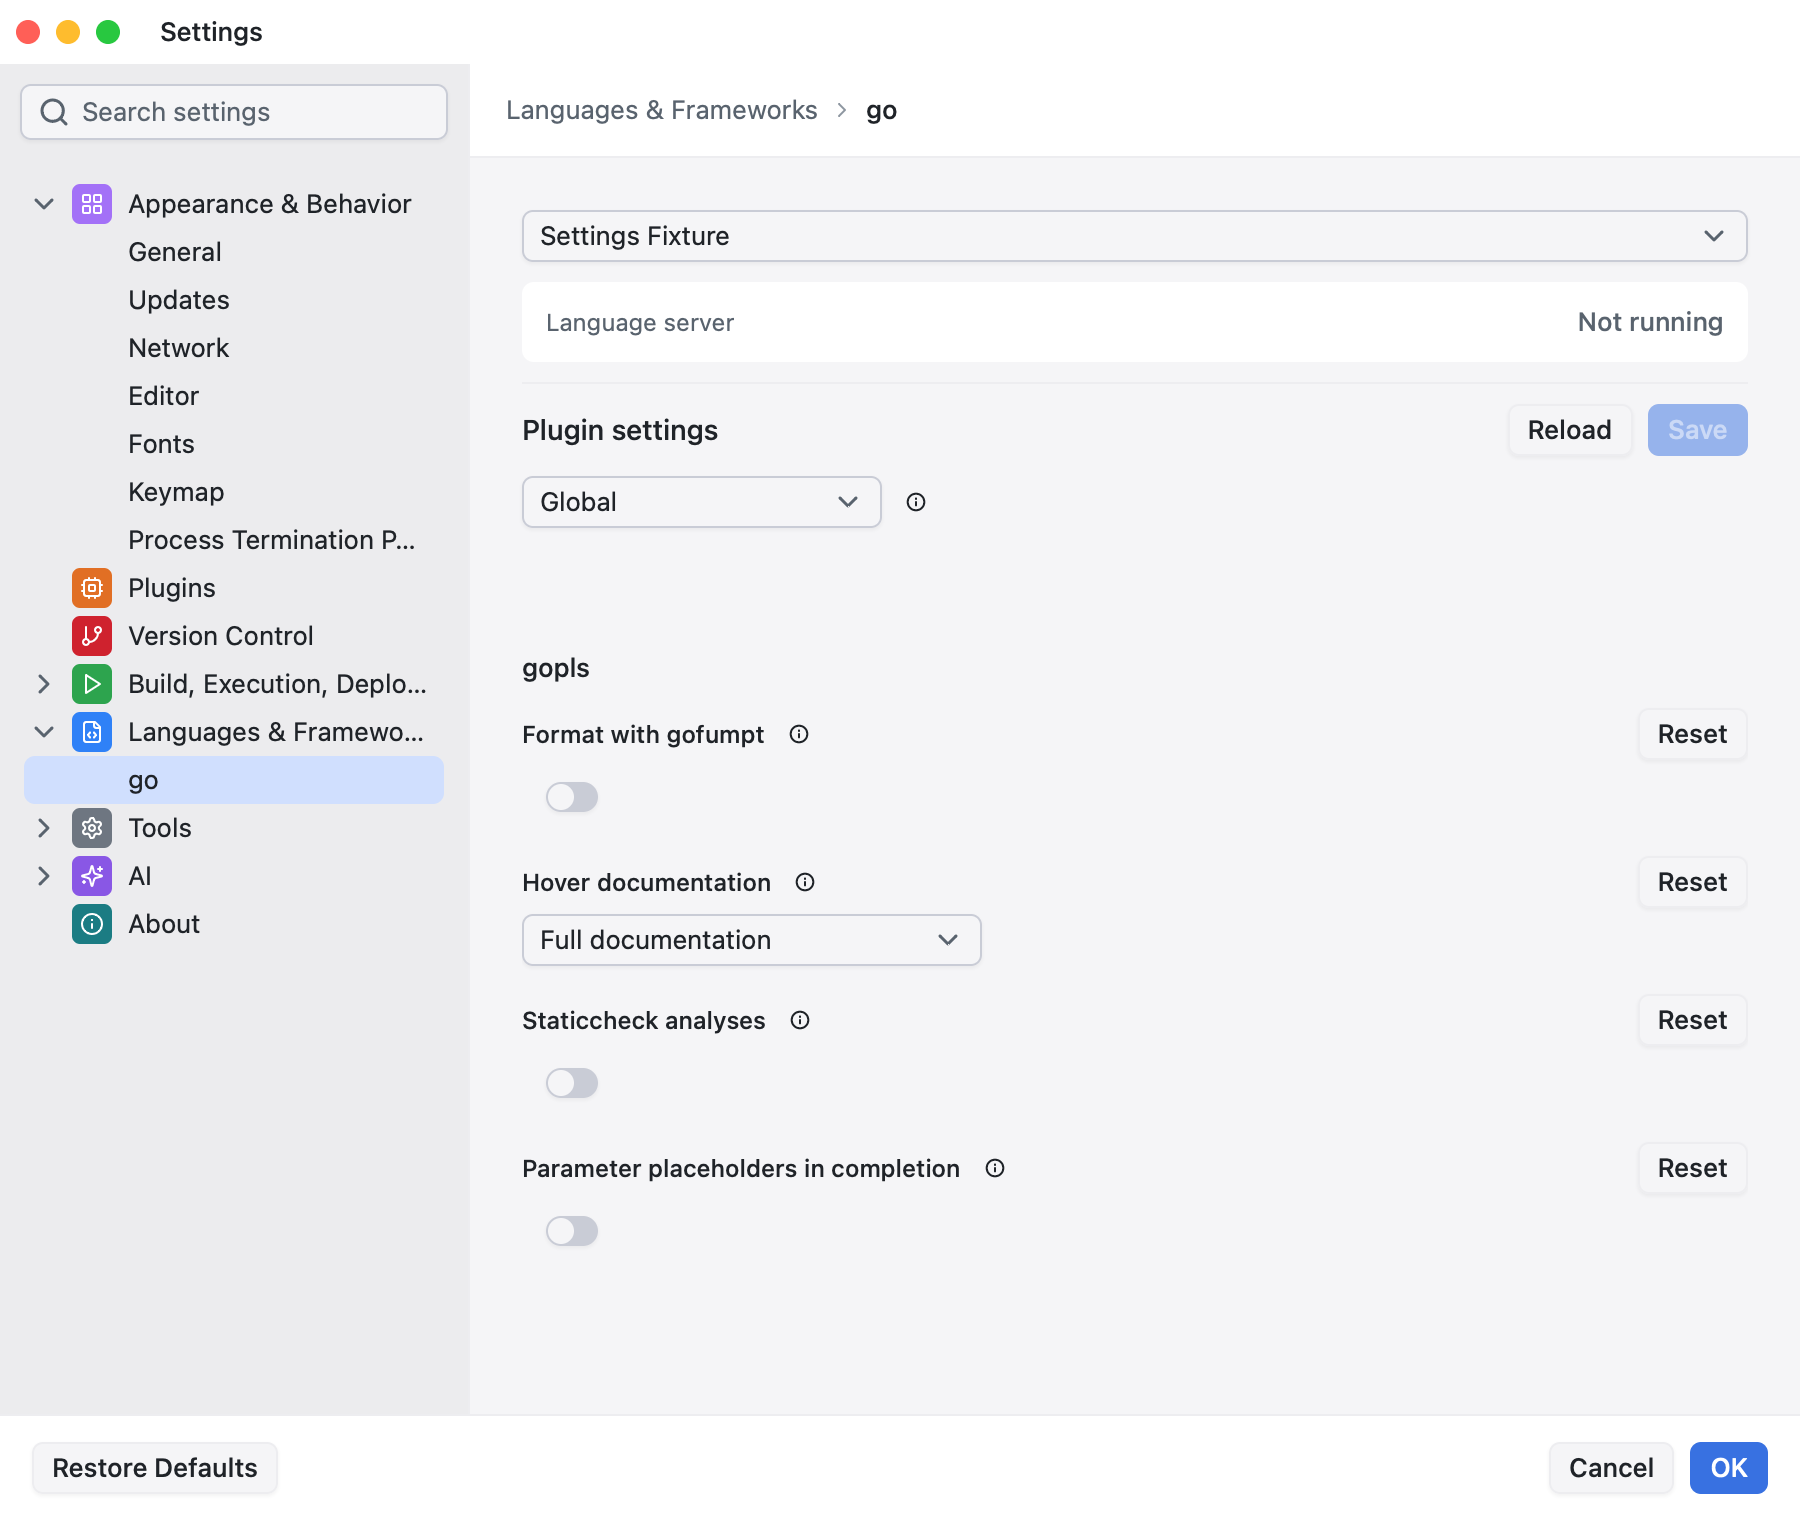 Settings
Search settings
Appearance & Behavior
General
Updates
Network
Editor
Fonts
Keymap
Process Termination P...
Plugins
Version Control
Build, Execution, Deplo...
Languages & Framewo...
go
Tools
AI
About
Languages & Frameworks > go
Settings Fixture
Language server Not running
Plugin settings Reload Save
Global
gopls
Format with gofumpt Reset
Hover documentation Reset
Full documentation
Staticcheck analyses Reset
Parameter placeholders in completion Reset
Restore Defaults Cancel OK